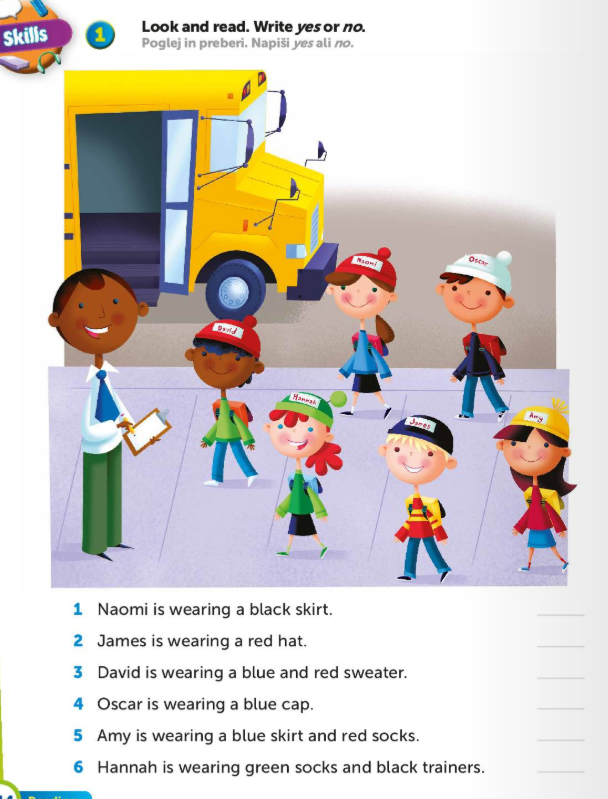 Skills
1 Look and read. Write yes or no.
Poglej in preberi. Napiši yes ali no.
Naomi
Oscar
David
Hannah
James
Amy
1 Naomi is wearing a black skirt.
2 James is wearing a red hat.
3 David is wearing a blue and red sweater.
4 Oscar is wearing a blue cap.
5 Amy is wearing a blue skirt and red socks.
6 Hannah is wearing green socks and black trainers.